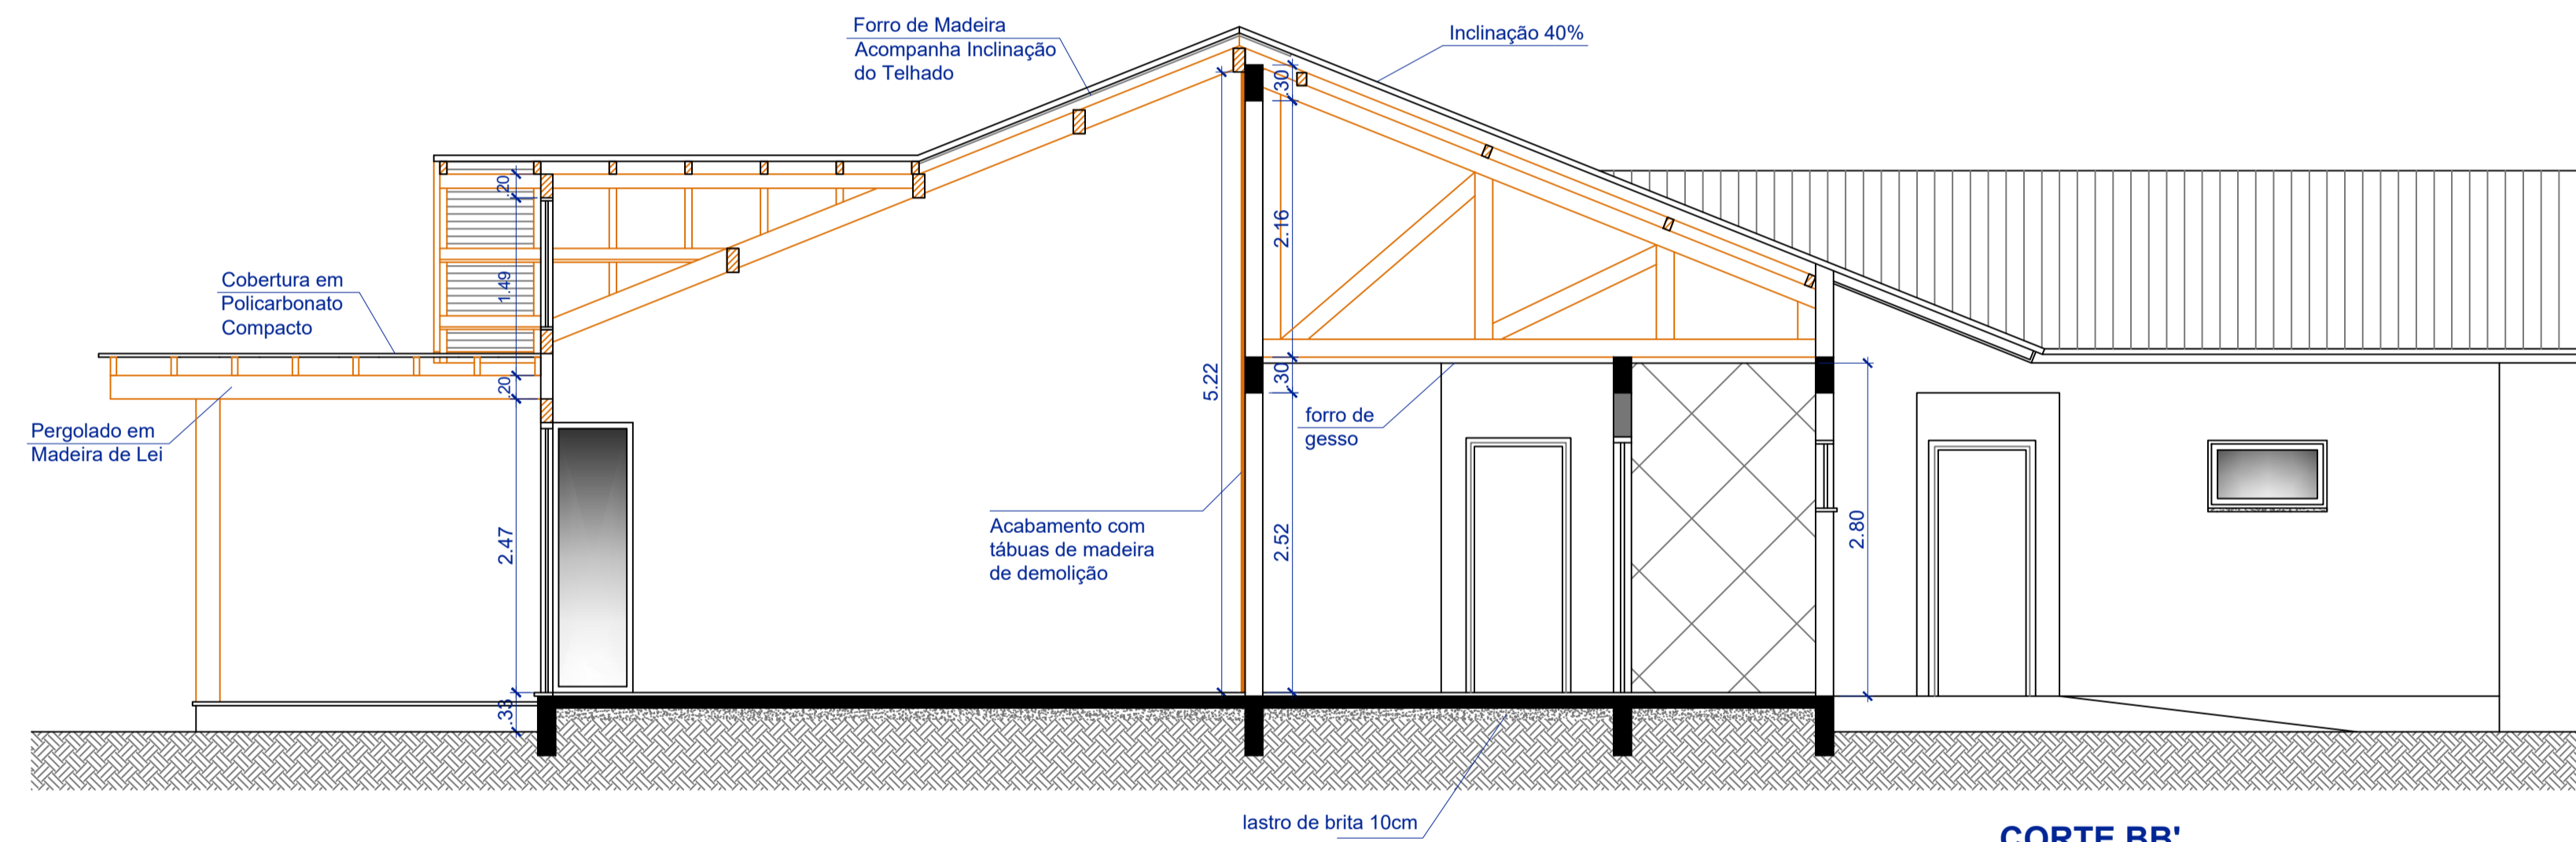 Forro de Madeira
Acompanha Inclinação
do Telhado
Inclinação 40%
.30
.20
2.16
1.49
Cobertura em
Policarbonato
Compacto
5.22
.30
.20
forro de
gesso
Pergolado em
Madeira de Lei
2.47
2.52
2.80
Acabamento com
tábuas de madeira
de demolição
.33
lastro de brita 10cm
CORTE BB'